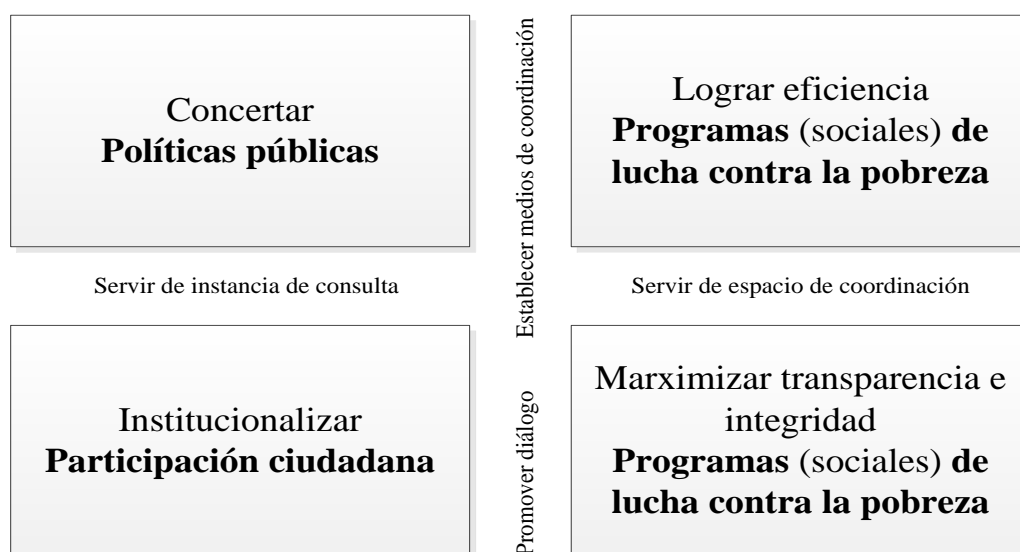 Concertar
Políticas públicas
Establecer medios de coordinación
Lograr eficiencia
Programas (sociales) de
lucha contra la pobreza
Servir de instancia de consulta
Servir de espacio de coordinación
Institucionalizar
Participación ciudadana
Promover diálogo
Marximizar transparencia e
integridad
Programas (sociales) de
lucha contra la pobreza